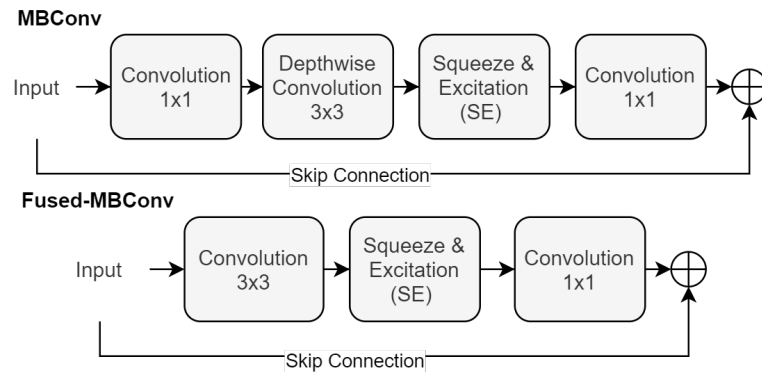 MBConv
Input
Convolution
1x1
Depthwise
Convolution
3x3
Squeeze &
Excitation
(SE)
Convolution
1x1
Skip Connection
Fused-MBConv
Input
Convolution
3x3
Squeeze &
Excitation
(SE)
Convolution
1x1
Skip Connection